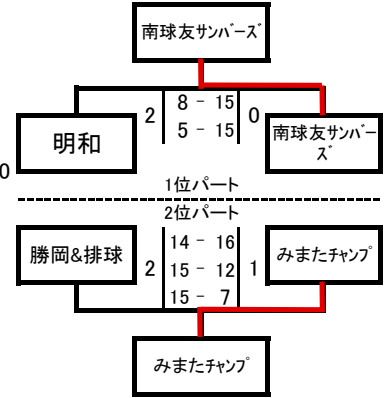 南球友サンバーズ
2 8 - 15 0
5 - 15
明和
南球友サンバー
ズ
0
1位パート
2位パート
勝岡&排球
2 14 - 16 1
15 - 12
15 - 7
みまたチャンプ
みまたチャンプ